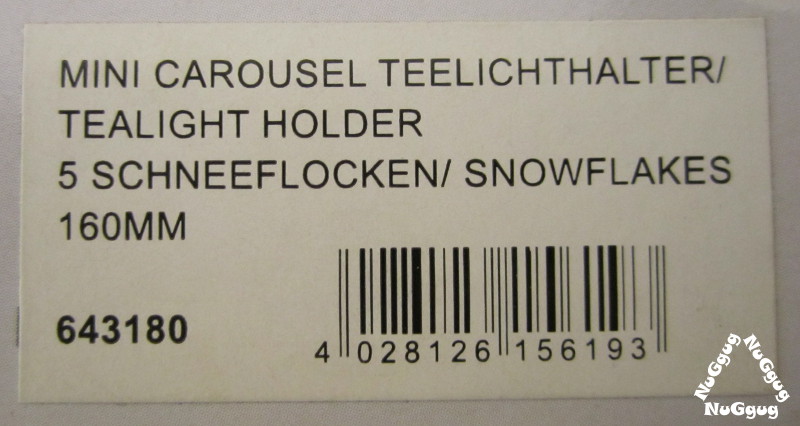 MINI CAROUSEL TEELICHTHALTER/
TEALIGHT HOLDER
5 SCHNEEFLOCKEN/ SNOWFLAKES
160MM
643180
4 028126 156193
NuGgug
NuGgug
NuGgug